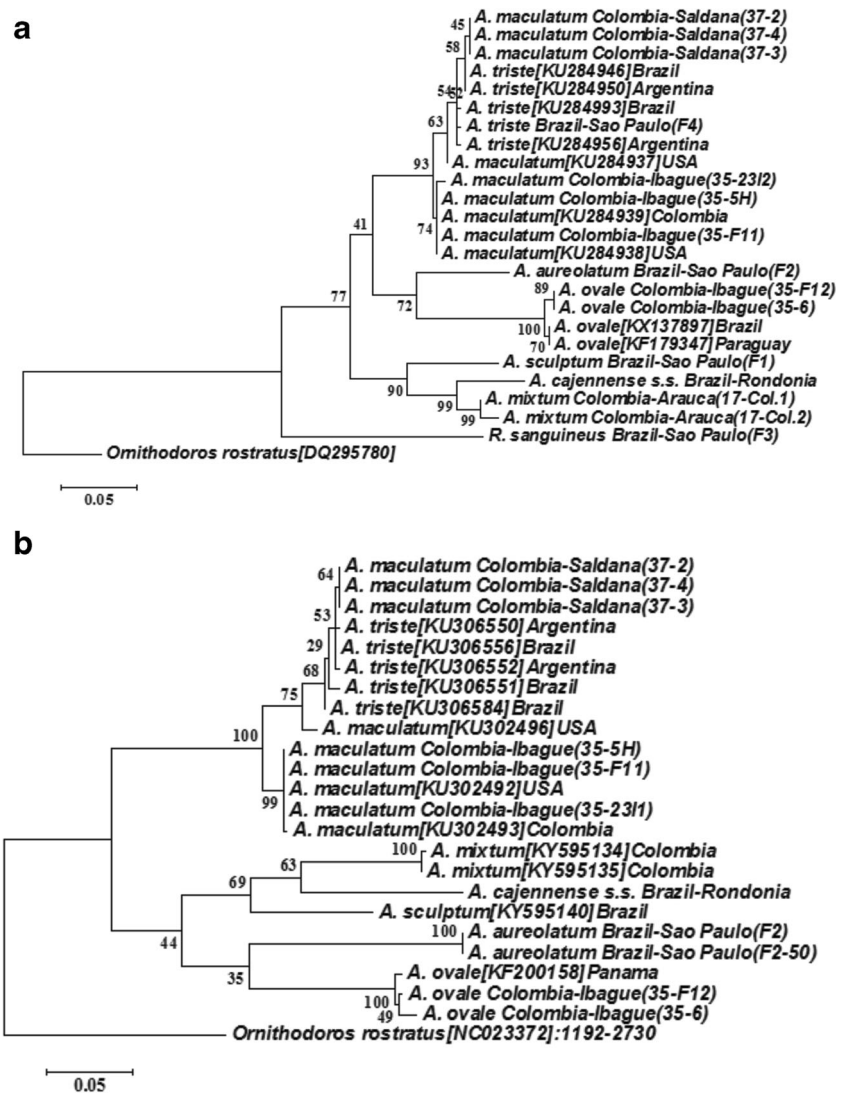 a
A. maculatum Colombia-Saldana(37-2)
45
A. maculatum Colombia-Saldana(37-4)
58
A. maculatum Colombia-Saldana(37-3)
A. triste[KU284946]Brazil
A. triste[KU284950]Argentina
54
52
A. triste[KU284993]Brazil
63
A. triste Brazil-Sao Paulo(F4)
A. triste[KU284956]Argentina
93
A. maculatum[KU284937]USA
A. maculatum Colombia-Ibague(35-23I2)
A. maculatum Colombia-Ibague(35-5H)
41
A. maculatum[KU284939]Colombia
74
A. maculatum Colombia-Ibague(35-F11)
A. maculatum[KU284938]USA
A. aureolatum Brazil-Sao Paulo(F2)
77
72
89
A. ovale Colombia-Ibague(35-F12)
A. ovale Colombia-Ibague(35-6)
100
A. ovale[KX137897]Brazil
70
A. ovale[KF179347]Paraguay
A. sculptum Brazil-Sao Paulo(F1)
90
A. cajennense s.s. Brazil-Rondonia
99
A. mixtum Colombia-Arauca(17-Col.1)
99
A. mixtum Colombia-Arauca(17-Col.2)
R. sanguineus Brazil-Sao Paulo(F3)
Ornithodoros rostratus[DQ295780]
0.05
b
A. maculatum Colombia-Saldana(37-2)
64
A. maculatum Colombia-Saldana(37-4)
A. maculatum Colombia-Saldana(37-3)
53
A. triste[KU306550]Argentina
29
A. triste[KU306556]Brazil
68
A. triste[KU306552]Argentina
75
A. triste[KU306551]Brazil
A. triste[KU306584]Brazil
A. maculatum[KU302496]USA
100
A. maculatum Colombia-Ibague(35-5H)
A. maculatum Colombia-Ibague(35-F11)
A. maculatum[KU302492]USA
99
A. maculatum Colombia-Ibague(35-23I1)
A. maculatum[KU302493]Colombia
100
A. mixtum[KY595134]Colombia
63
A. mixtum[KY595135]Colombia
69
A. cajennense s.s. Brazil-Rondonia
A. sculptum[KY595140]Brazil
44
100
A. aureolatum Brazil-Sao Paulo(F2)
A. aureolatum Brazil-Sao Paulo(F2-50)
35
A. ovale[KF200158]Panama
100
A. ovale Colombia-Ibague(35-F12)
49
A. ovale Colombia-Ibague(35-6)
Ornithodoros rostratus[NC023372]:1192-2730
0.05